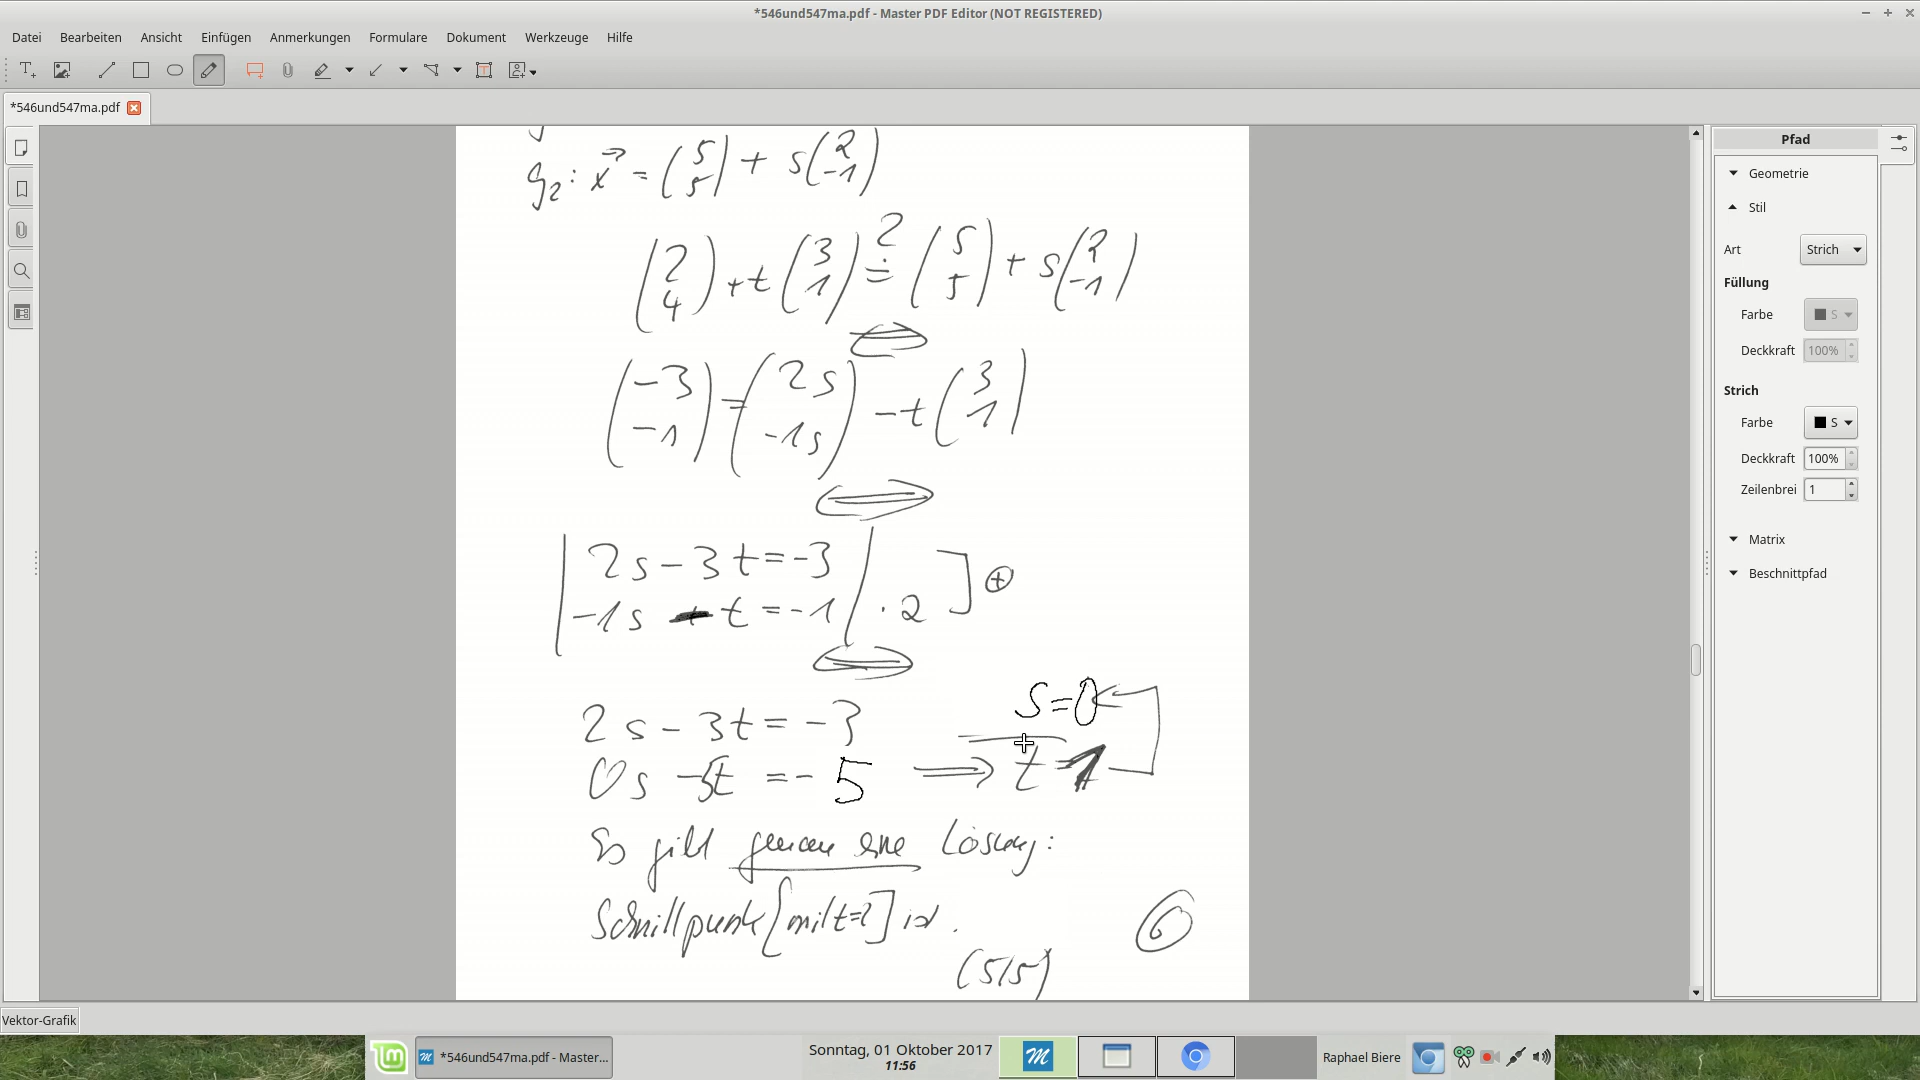 *546und547ma.pdf - Master PDF Editor (NOT REGISTERED)
Datei Bearbeiten Ansicht Einfügen Anmerkungen Formulare Dokument Werkzeuge Hilfe
*546und547ma.pdf
g₂: x⃗ = (5 5) + s(2 -1)
(2 4) + t(3 1) ≟ (5 5) + s(2 -1)
⇔
(-3 -1) = (2s -1s) - t(3 1)
⇔
2s - 3t = -3
-1s - t = -1 | · 2 ] ⊕
⇔
s = 0
2s - 3t = -3
0s - 5t = - 5 ⇒ t = 1
Es gibt genau eine Lösung:
Schnittpunkt [mit t=?] ist.
(5|5)
6
Pfad
Geometrie
Stil
Art Strich
Füllung
Farbe S
Deckkraft 100%
Strich
Farbe S
Deckkraft 100%
Zeilenbrei 1
Matrix
Beschnittpfad
Vektor-Grafik
*546und547ma.pdf - Master...
Sonntag, 01 Oktober 2017
11:56
Raphael Biere